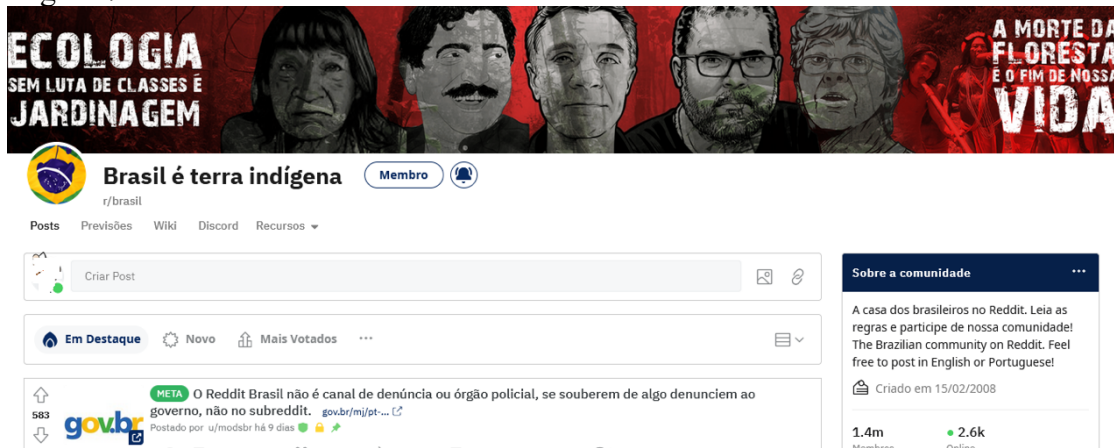 ECOLOGIA
SEM LUTA DE CLASSES É
JARDINAGEM
A MORTE DA
FLORESTA
É O FIM DE NOSSA
VIDA
Brasil é terra indígena Membro
r/brasil
Posts Previsões Wiki Discord Recursos
Criar Post
Em Destaque Novo Mais Votados ...
META O Reddit Brasil não é canal de denúncia ou órgão policial, se souberem de algo denunciem ao
governo, não no subreddit. gov.br/mj/pt-...
583
gov.br
Postado por u/modsbr há 9 dias
Sobre a comunidade ...
A casa dos brasileiros no Reddit. Leia as
regras e participe de nossa comunidade!
The Brazilian community on Reddit. Feel
free to post in English or Portuguese!
Criado em 15/02/2008
1.4m 2.6k
Membros Online